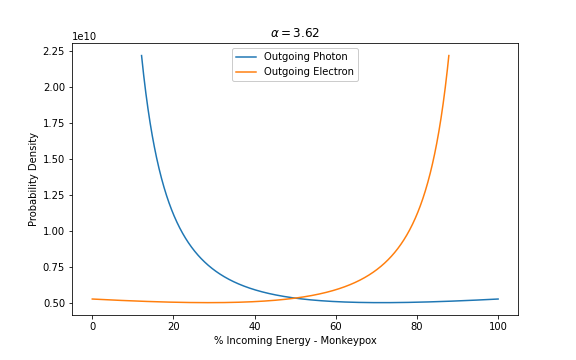 α = 3.62
1e10
2.25
2.00
1.75
1.50
1.25
1.00
0.75
0.50
Probability Density
Outgoing Photon
Outgoing Electron
0 20 40 60 80 100
% Incoming Energy - Monkeypox